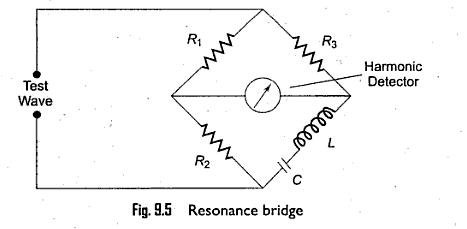 R1
R3
Harmonic
Detector
Test
Wave
R2
L
C
Fig. 9.5 Resonance bridge